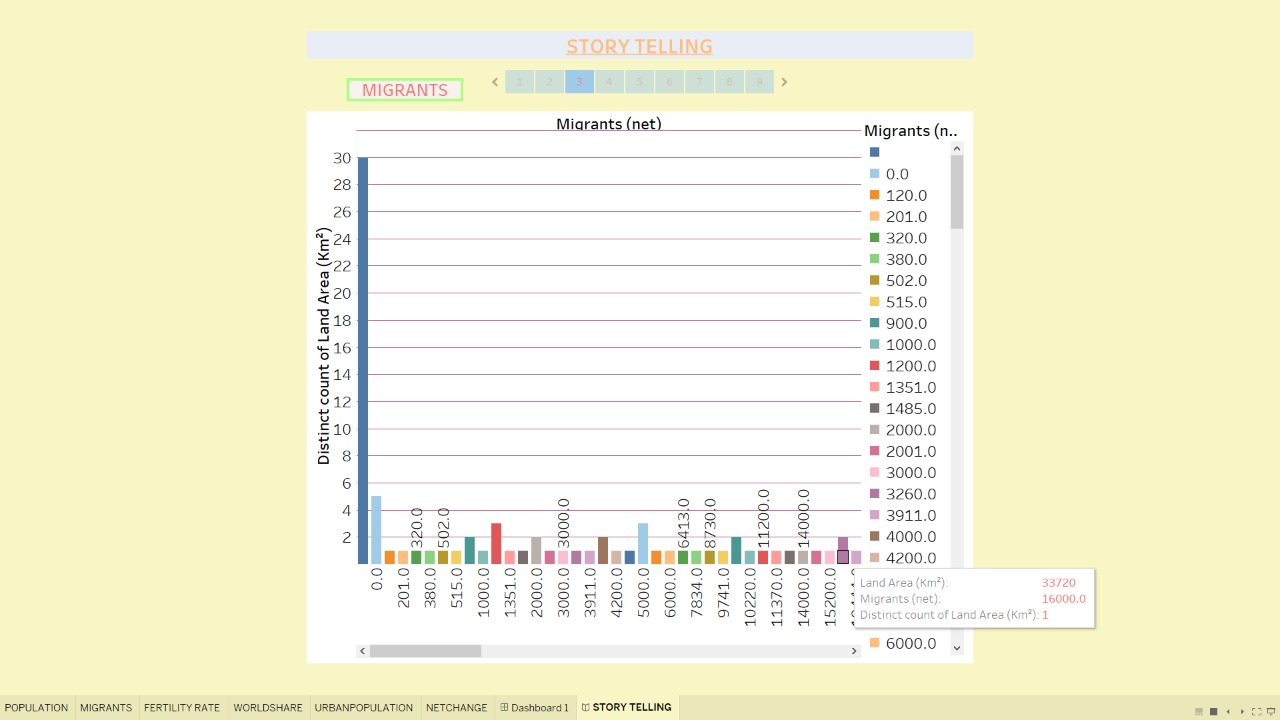 STORY TELLING
MIGRANTS
1 2 3 4 5 6 7 8 9
Migrants (net)
Migrants (n..
Distinct count of Land Area (Km²)
30
28
26
24
22
20
18
16
14
12
10
8
6
4
2
320.0 502.0 3000.0 6413.0 8730.0 11200.0 14000.0
0.0 201.0 380.0 515.0 1000.0 1351.0 2000.0 3000.0 3911.0 4200.0 5000.0 6000.0 7834.0 9741.0 10220.0 11370.0 14000.0 15200.0
0.0
120.0
201.0
320.0
380.0
502.0
515.0
900.0
1000.0
1200.0
1351.0
1485.0
2000.0
2001.0
3000.0
3260.0
3911.0
4000.0
4200.0
6000.0
Land Area (Km²): 33720
Migrants (net): 16000.0
Distinct count of Land Area (Km²): 1
POPULATION MIGRANTS FERTILITY RATE WORLDSHARE URBANPOPULATION NETCHANGE Dashboard 1 STORY TELLING